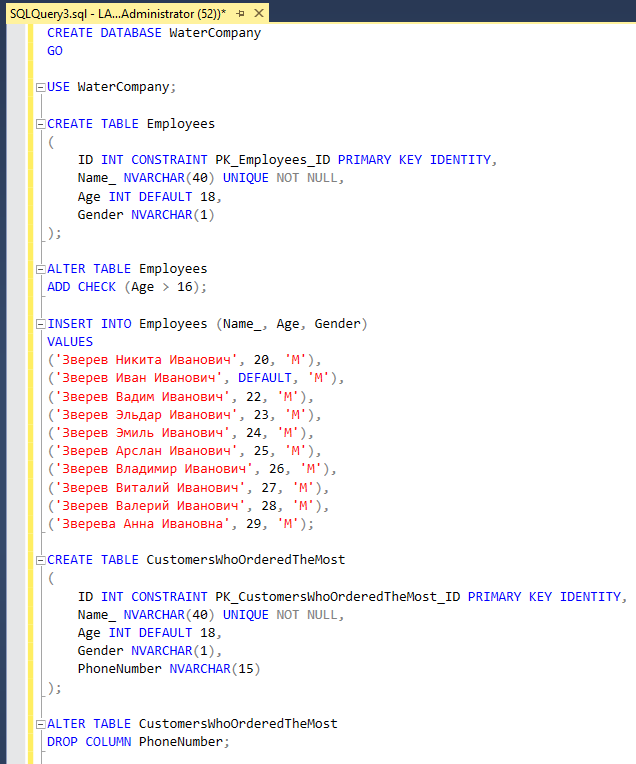 SQLQuery3.sql - LA...Administrator (52))*
CREATE DATABASE WaterCompany
GO
USE WaterCompany;
CREATE TABLE Employees
(
ID INT CONSTRAINT PK_Employees_ID PRIMARY KEY IDENTITY,
Name_ NVARCHAR(40) UNIQUE NOT NULL,
Age INT DEFAULT 18,
Gender NVARCHAR(1)
);
ALTER TABLE Employees
ADD CHECK (Age > 16);
INSERT INTO Employees (Name_, Age, Gender)
VALUES
('Зверев Никита Иванович', 20, 'М'),
('Зверев Иван Иванович', DEFAULT, 'М'),
('Зверев Вадим Иванович', 22, 'М'),
('Зверев Эльдар Иванович', 23, 'М'),
('Зверев Эмиль Иванович', 24, 'М'),
('Зверев Арслан Иванович', 25, 'М'),
('Зверев Владимир Иванович', 26, 'М'),
('Зверев Виталий Иванович', 27, 'М'),
('Зверев Валерий Иванович', 28, 'М'),
('Зверева Анна Ивановна', 29, 'М');
CREATE TABLE CustomersWhoOrderedTheMost
(
ID INT CONSTRAINT PK_CustomersWhoOrderedTheMost_ID PRIMARY KEY IDENTITY,
Name_ NVARCHAR(40) UNIQUE NOT NULL,
Age INT DEFAULT 18,
Gender NVARCHAR(1),
PhoneNumber NVARCHAR(15)
);
ALTER TABLE CustomersWhoOrderedTheMost
DROP COLUMN PhoneNumber;